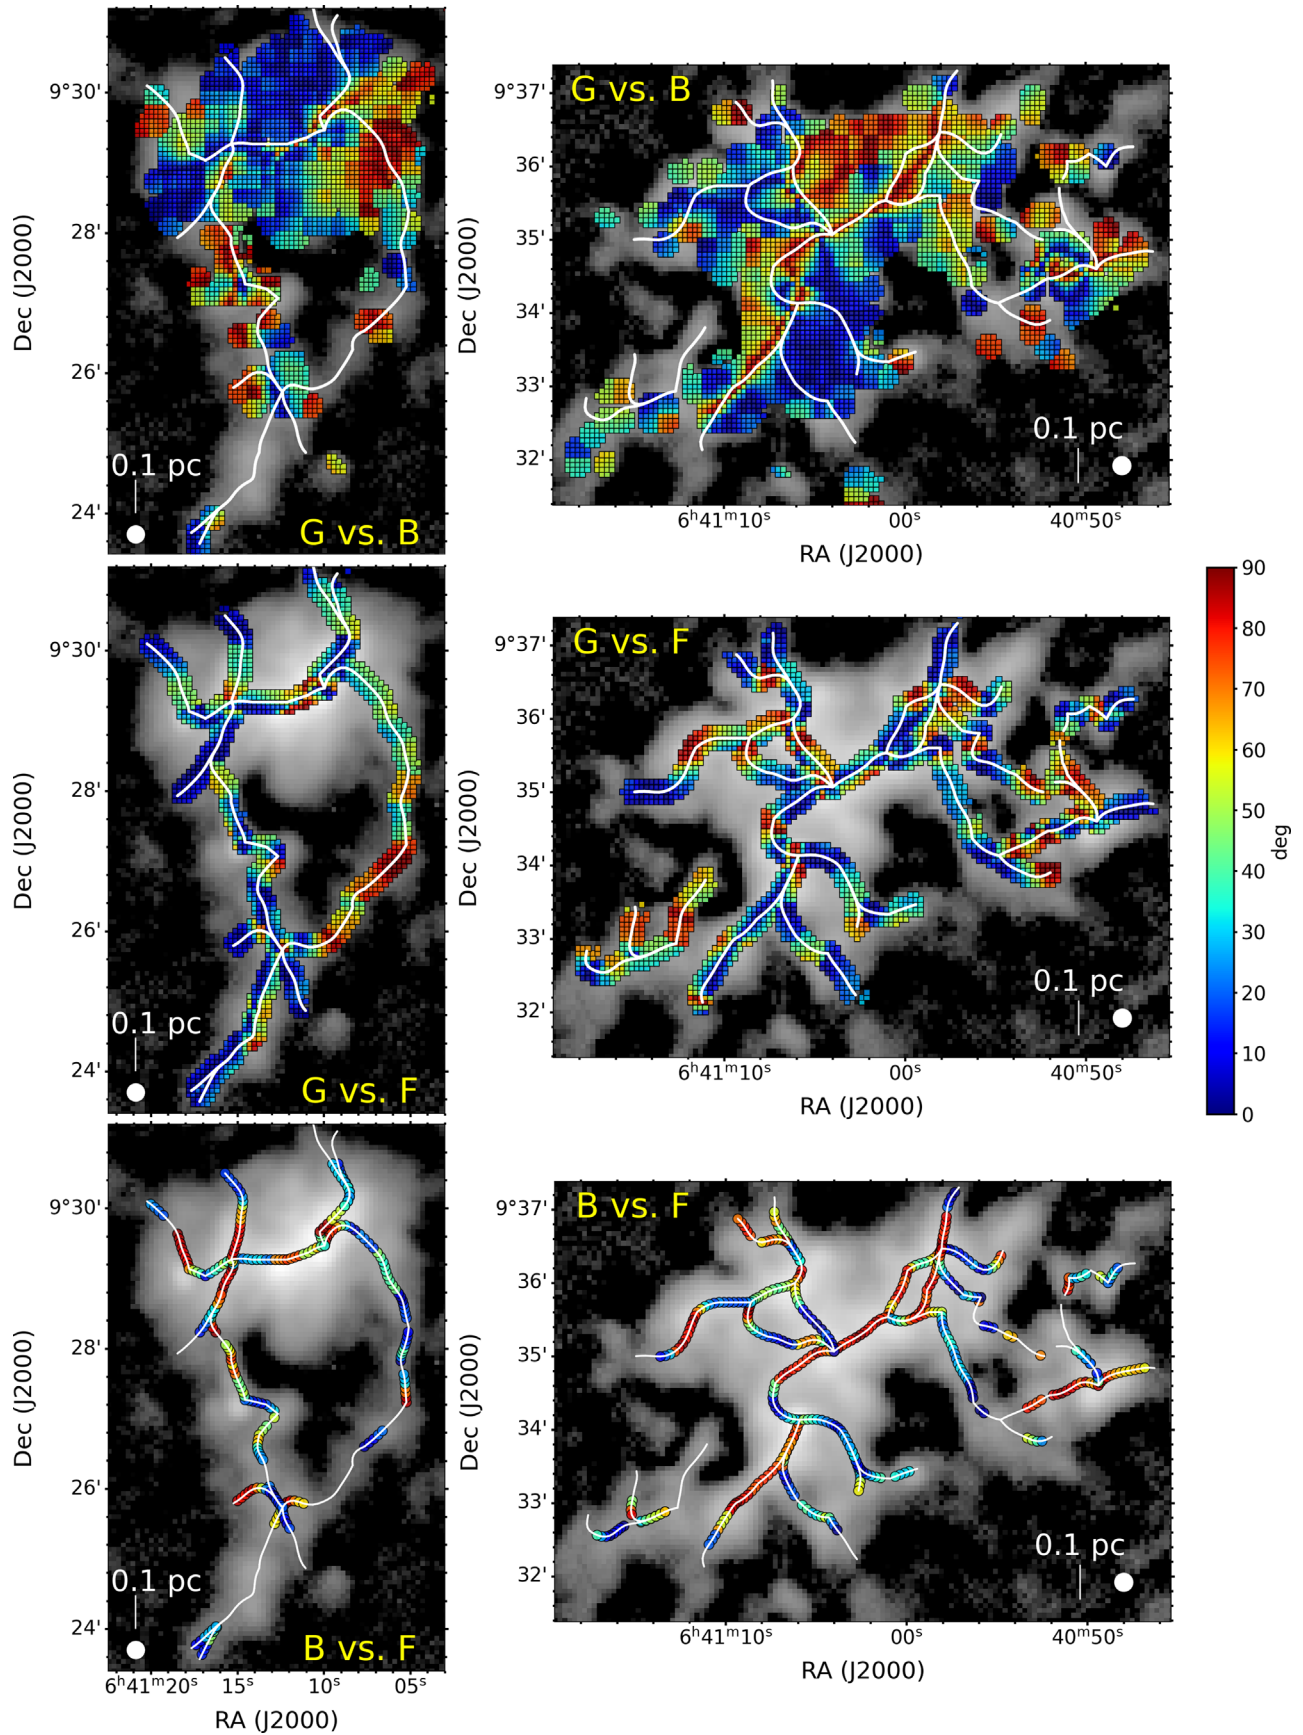 9°30'
28'
26'
24'
Dec (J2000)
0.1 pc
G vs. B
G vs. B
9°37'
36'
35'
34'
33'
32'
Dec (J2000)
0.1 pc
6ʰ41ᵐ10ˢ 00ˢ 40ᵐ50ˢ
RA (J2000)
9°30'
28'
26'
24'
Dec (J2000)
0.1 pc
G vs. F
G vs. F
9°37'
36'
35'
34'
33'
32'
Dec (J2000)
0.1 pc
6ʰ41ᵐ10ˢ 00ˢ 40ᵐ50ˢ
RA (J2000)
90
80
70
60
50
40
30
20
10
0
deg
9°30'
28'
26'
24'
Dec (J2000)
0.1 pc
B vs. F
6ʰ41ᵐ20ˢ 15ˢ 10ˢ 05ˢ
RA (J2000)
B vs. F
9°37'
36'
35'
34'
33'
32'
Dec (J2000)
0.1 pc
6ʰ41ᵐ10ˢ 00ˢ 40ᵐ50ˢ
RA (J2000)